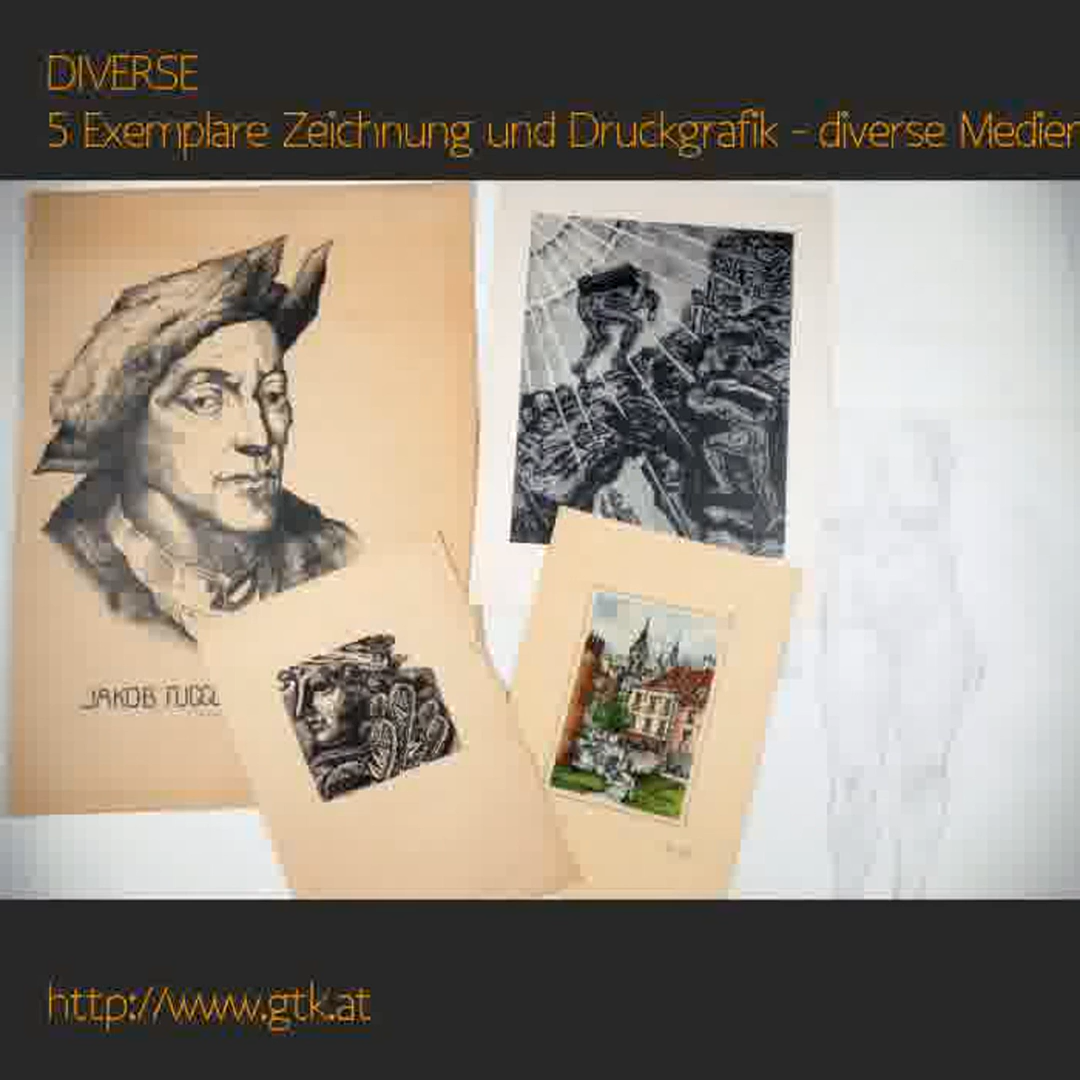 DIVERSE
5 Exemplare Zeichnung und Druckgrafik - diverse Medien
JAKOB
http://www.gtk.at